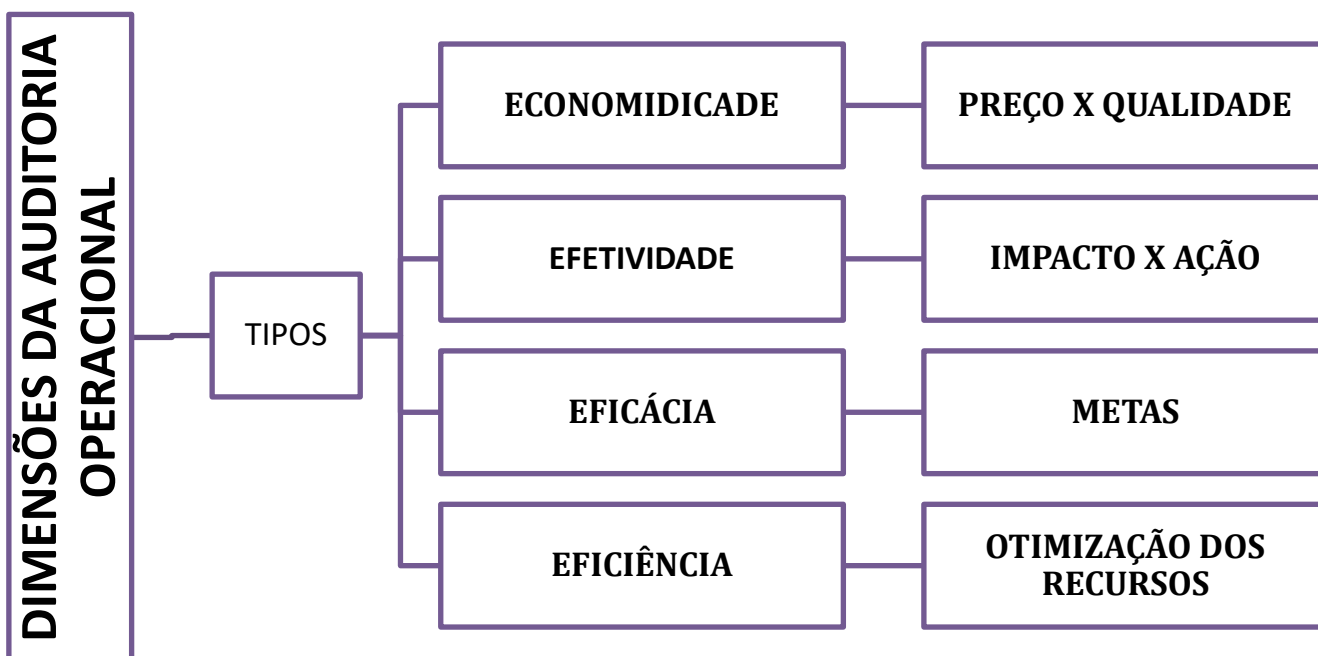 DIMENSÕES DA AUDITORIA
OPERACIONAL
TIPOS
ECONOMIDICADE
PREÇO X QUALIDADE
EFETIVIDADE
IMPACTO X AÇÃO
EFICÁCIA
METAS
EFICIÊNCIA
OTIMIZAÇÃO DOS
RECURSOS